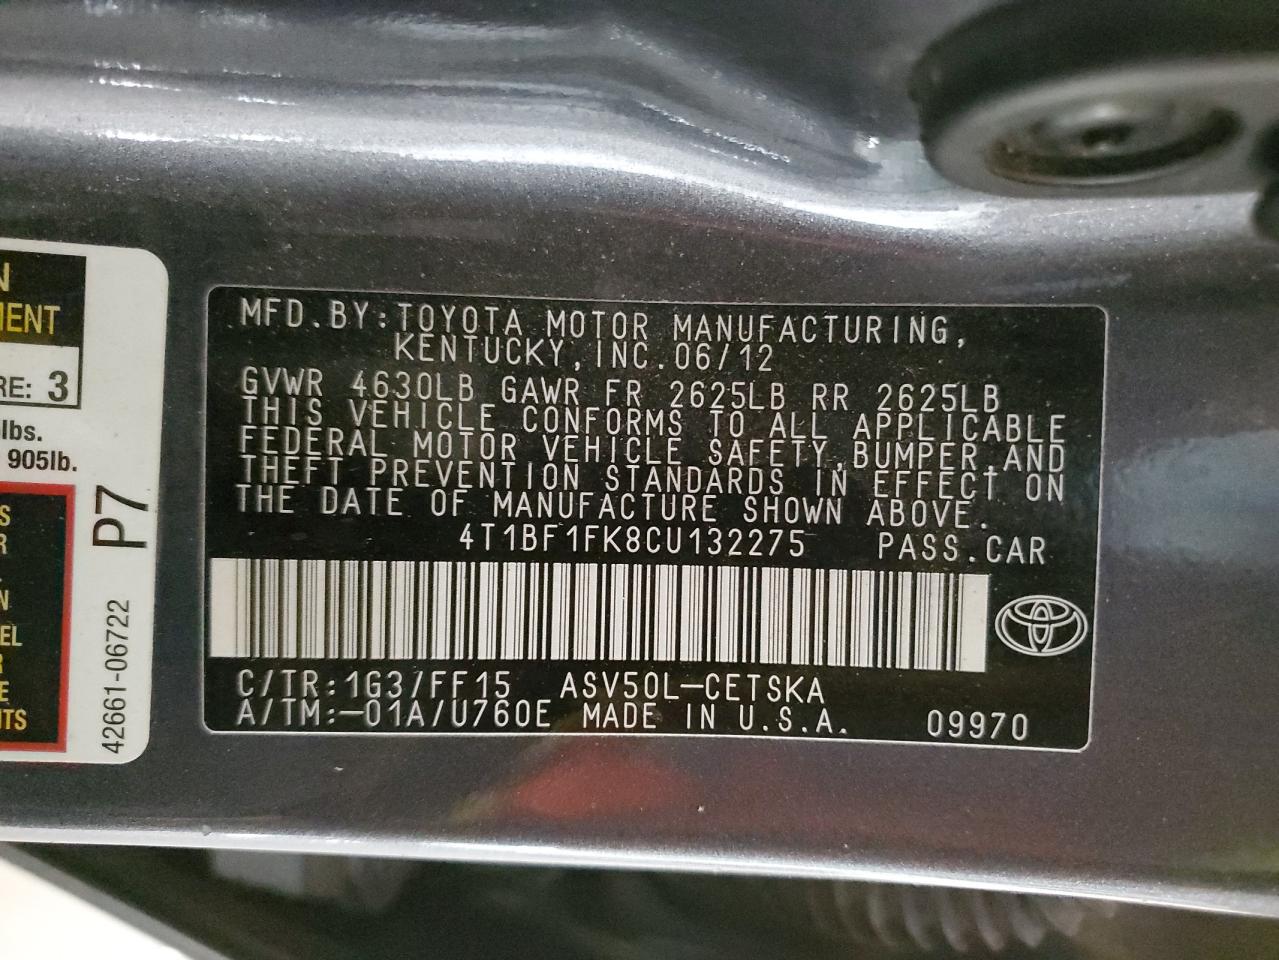 N
MENT
RE: 3
lbs.
905lb.
S
R
N
EL
R
E
UTS
P7
42661-06722
MFD.BY:TOYOTA MOTOR MANUFACTURING,
KENTUCKY,INC.06/12
GVWR 4630LB GAWR FR 2625LB RR 2625LB
THIS VEHICLE CONFORMS TO ALL APPLICABLE
FEDERAL MOTOR VEHICLE SAFETY,BUMPER,AND
THEFT PREVENTION STANDARDS IN EFFECT ON
THE DATE OF MANUFACTURE SHOWN ABOVE.
4T1BF1FK8CU132275 PASS.CAR
C/TR:1G3/FF15 ASV50L-CETSKA
A/TM:-01A/U760E MADE IN U.S.A. 09970